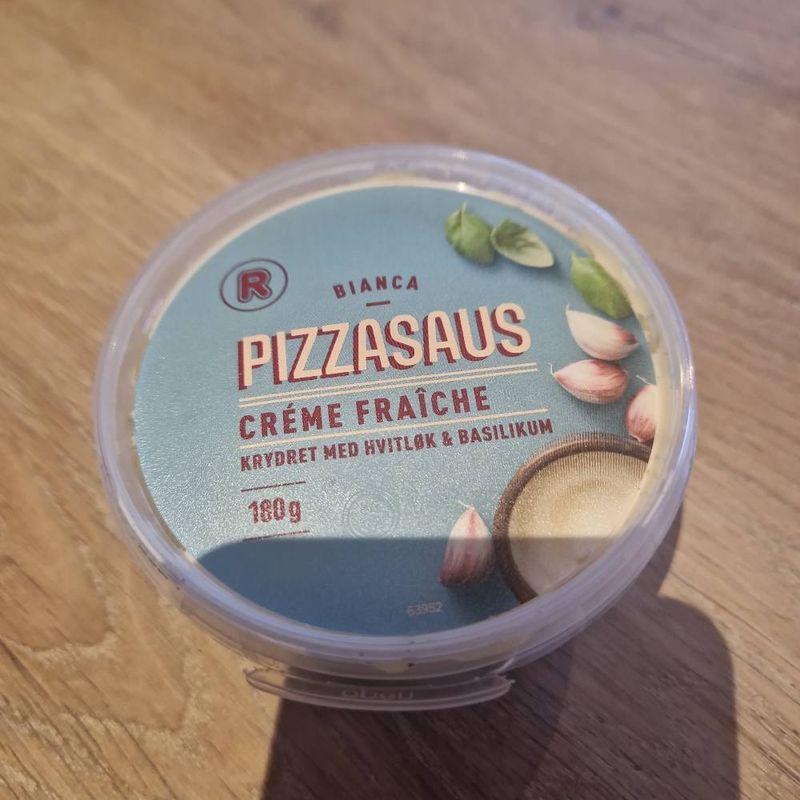 R
BIANCA
PIZZASAUS
CRÉME FRAÎCHE
KRYDRET MED HVITLØK & BASILIKUM
180g
63952